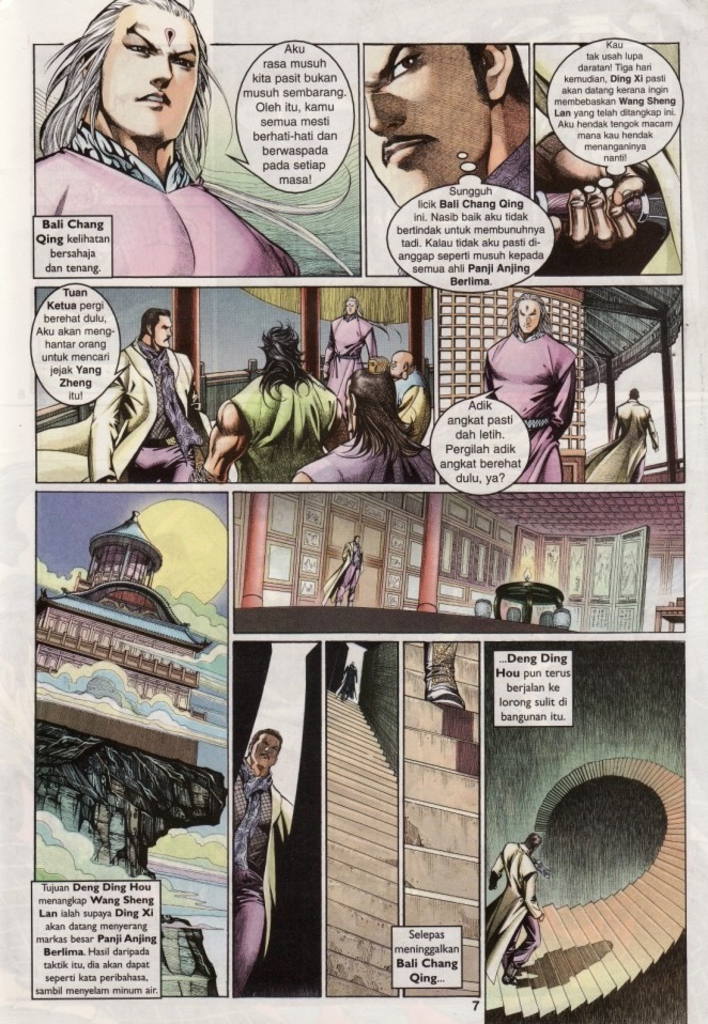 Aku
rasa musuh
kita pasit bukan
musuh sembarang.
Oleh itu, kamu
semua mesti
berhati-hati dan
berwaspada
pada setiap
masa!
Bali Chang
Qing kelihatan
bersahaja
dan tenang.
Sungguh
licik Bali Chang Qing
ini. Nasib baik aku tidak
bertindak untuk membunuhnya
tadi. Kalau tidak aku pasti di-
anggap seperti musuh kepada
semua ahli Panji Anjing
Berlima.
Kau
tak usah lupa
daratan! Tiga hari
kemudian, Ding Xi pasti
akan datang kerana ingin
membebaskan Wang Sheng
Lan yang telah ditangkap ini.
Aku hendak tengok macam
mana kau hendak
menanganinya
nanti!
Tuan
Ketua pergi
berehat dulu,
Aku akan meng-
hantar orang
untuk mencari
jejak Yang
Zheng
itu!
Adik
angkat pasti
dah letih.
Pergilah adik
angkat berehat
dulu, ya?
Tujuan Deng Ding Hou
menangkap Wang Sheng
Lan ialah supaya Ding Xi
akan datang menyerang
markas besar Panji Anjing
Berlima. Hasil daripada
taktik itu, dia akan dapat
seperti kata peribahasa,
sambil menyelam minum air.
Selepas
meninggalkan
Bali Chang
Qing...
...Deng Ding
Hou pun terus
berjalan ke
lorong sulit di
bangunan itu.
7